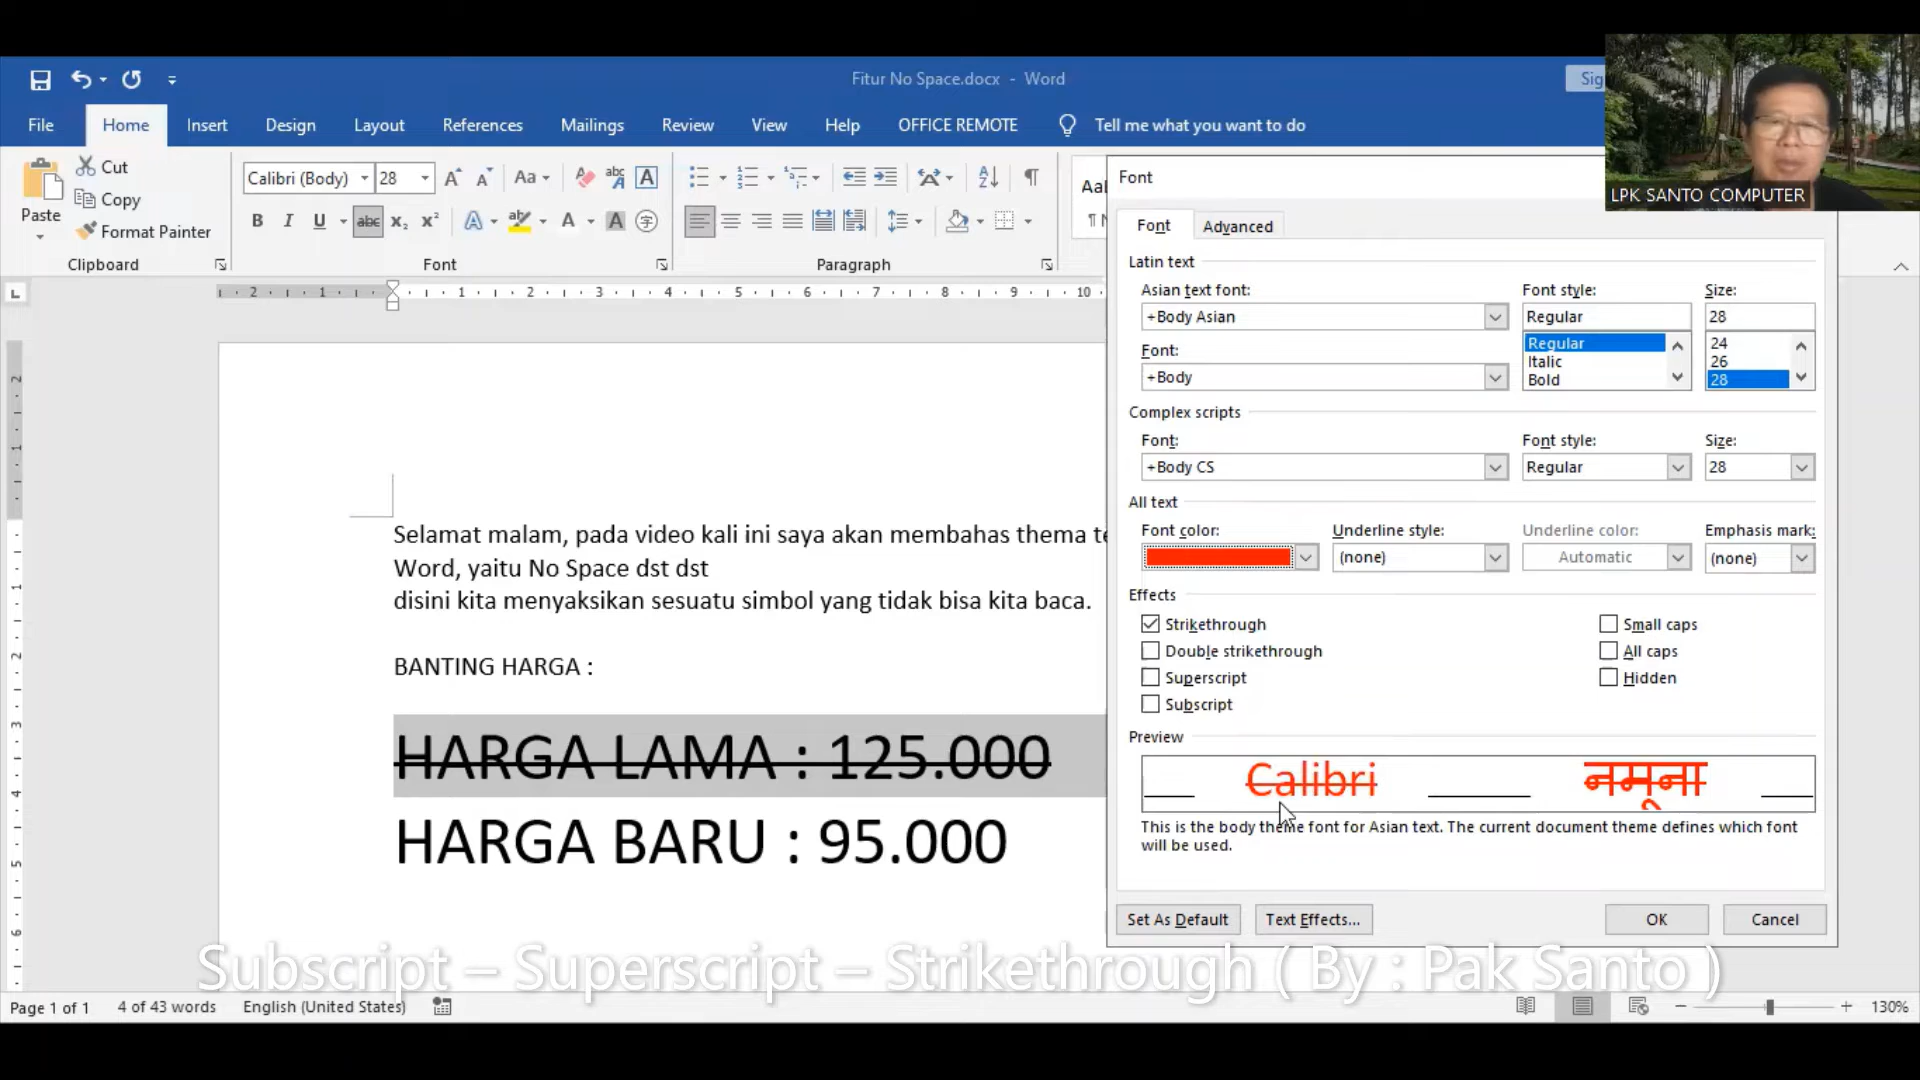 Fitur No Space.docx - Word
Sig
File Home Insert Design Layout References Mailings Review View Help OFFICE REMOTE Tell me what you want to do
LPK SANTO COMPUTER
Paste
Cut
Copy
Format Painter
Clipboard
Calibri (Body) 28
Font
Paragraph
Font
Font Advanced
Latin text
Asian text font: Font style: Size:
+Body Asian Regular 28
Regular 24
Italic 26
Bold 28
Font:
+Body
Complex scripts
Font: Font style: Size:
+Body CS Regular 28
All text
Font color: Underline style: Underline color: Emphasis mark:
(none) Automatic (none)
Effects
Strikethrough Small caps
Double strikethrough All caps
Superscript Hidden
Subscript
Preview
Calibri नमूना
This is the body theme font for Asian text. The current document theme defines which font
will be used.
Set As Default Text Effects... OK Cancel
Selamat malam, pada video kali ini saya akan membahas thema te
Word, yaitu No Space dst dst
disini kita menyaksikan sesuatu simbol yang tidak bisa kita baca.
BANTING HARGA :
HARGA LAMA : 125.000
HARGA BARU : 95.000
Subscript – Superscript – Strikethrough ( By : Pak Santo )
Page 1 of 1 4 of 43 words English (United States) 130%